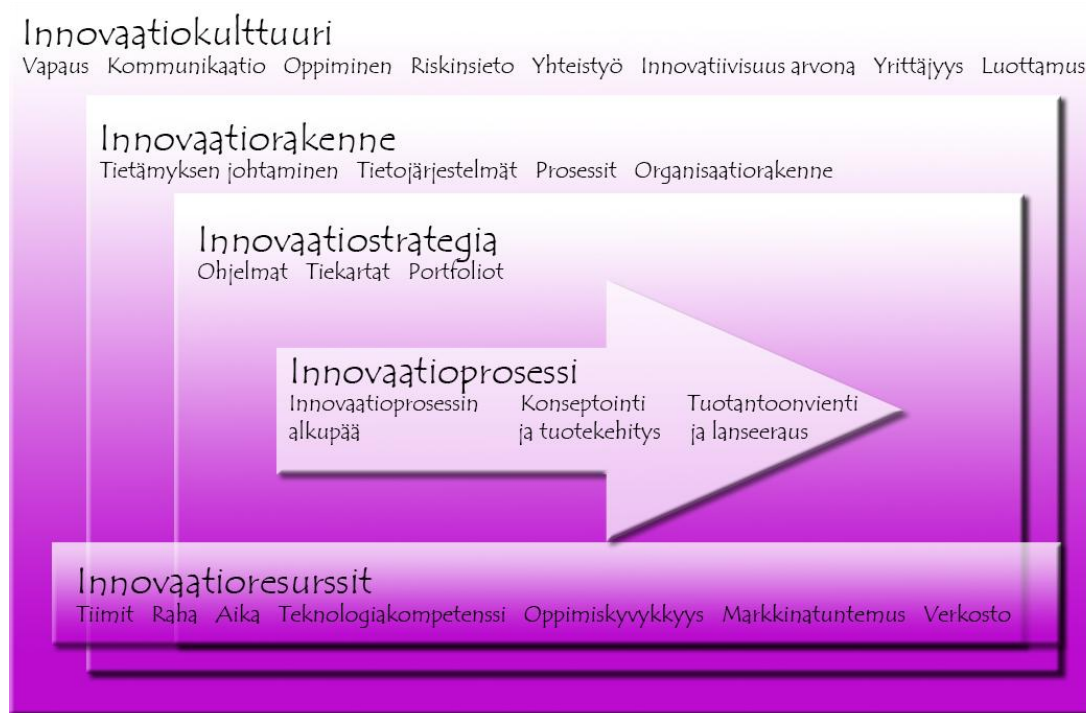 Innovaatiokulttuuri
Vapaus Kommunikaatio Oppiminen Riskinsieto Yhteistyö Innovatiivisuus arvona Yrittäjyys Luottamus
Innovaatiorakenne
Tietämyksen johtaminen Tietojärjestelmät Prosessit Organisaatiorakenne
Innovaatiostrategia
Ohjelmat Tiekartat Portfoliot
Innovaatioprosessi
Innovaatioprosessin Konseptointi Tuotantoonvienti
alkupää ja tuotekehitys ja lanseeraus
Innovaatioresurssit
Tiimit Raha Aika Teknologiakompetenssi Oppimiskyvykkyys Markkinatuntemus Verkosto